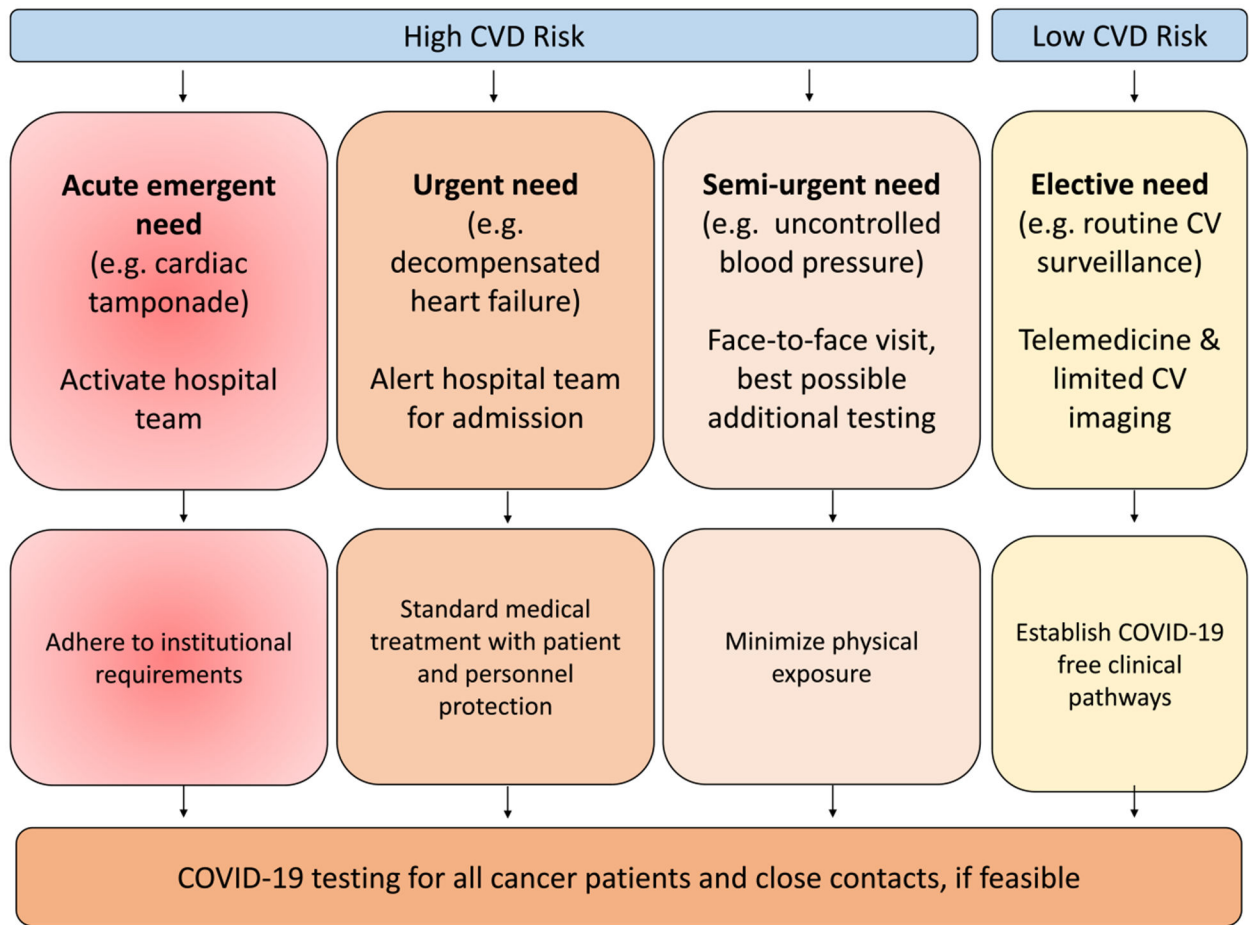 High CVD Risk
Low CVD Risk
Acute emergent
need
(e.g. cardiac
tamponade)
Activate hospital
team
Urgent need
(e.g.
decompensated
heart failure)
Alert hospital team
for admission
Semi-urgent need
(e.g. uncontrolled
blood pressure)
Face-to-face visit,
best possible
additional testing
Elective need
(e.g. routine CV
surveillance)
Telemedicine &
limited CV
imaging
Adhere to institutional
requirements
Standard medical
treatment with patient
and personnel
protection
Minimize physical
exposure
Establish COVID-19
free clinical
pathways
COVID-19 testing for all cancer patients and close contacts, if feasible